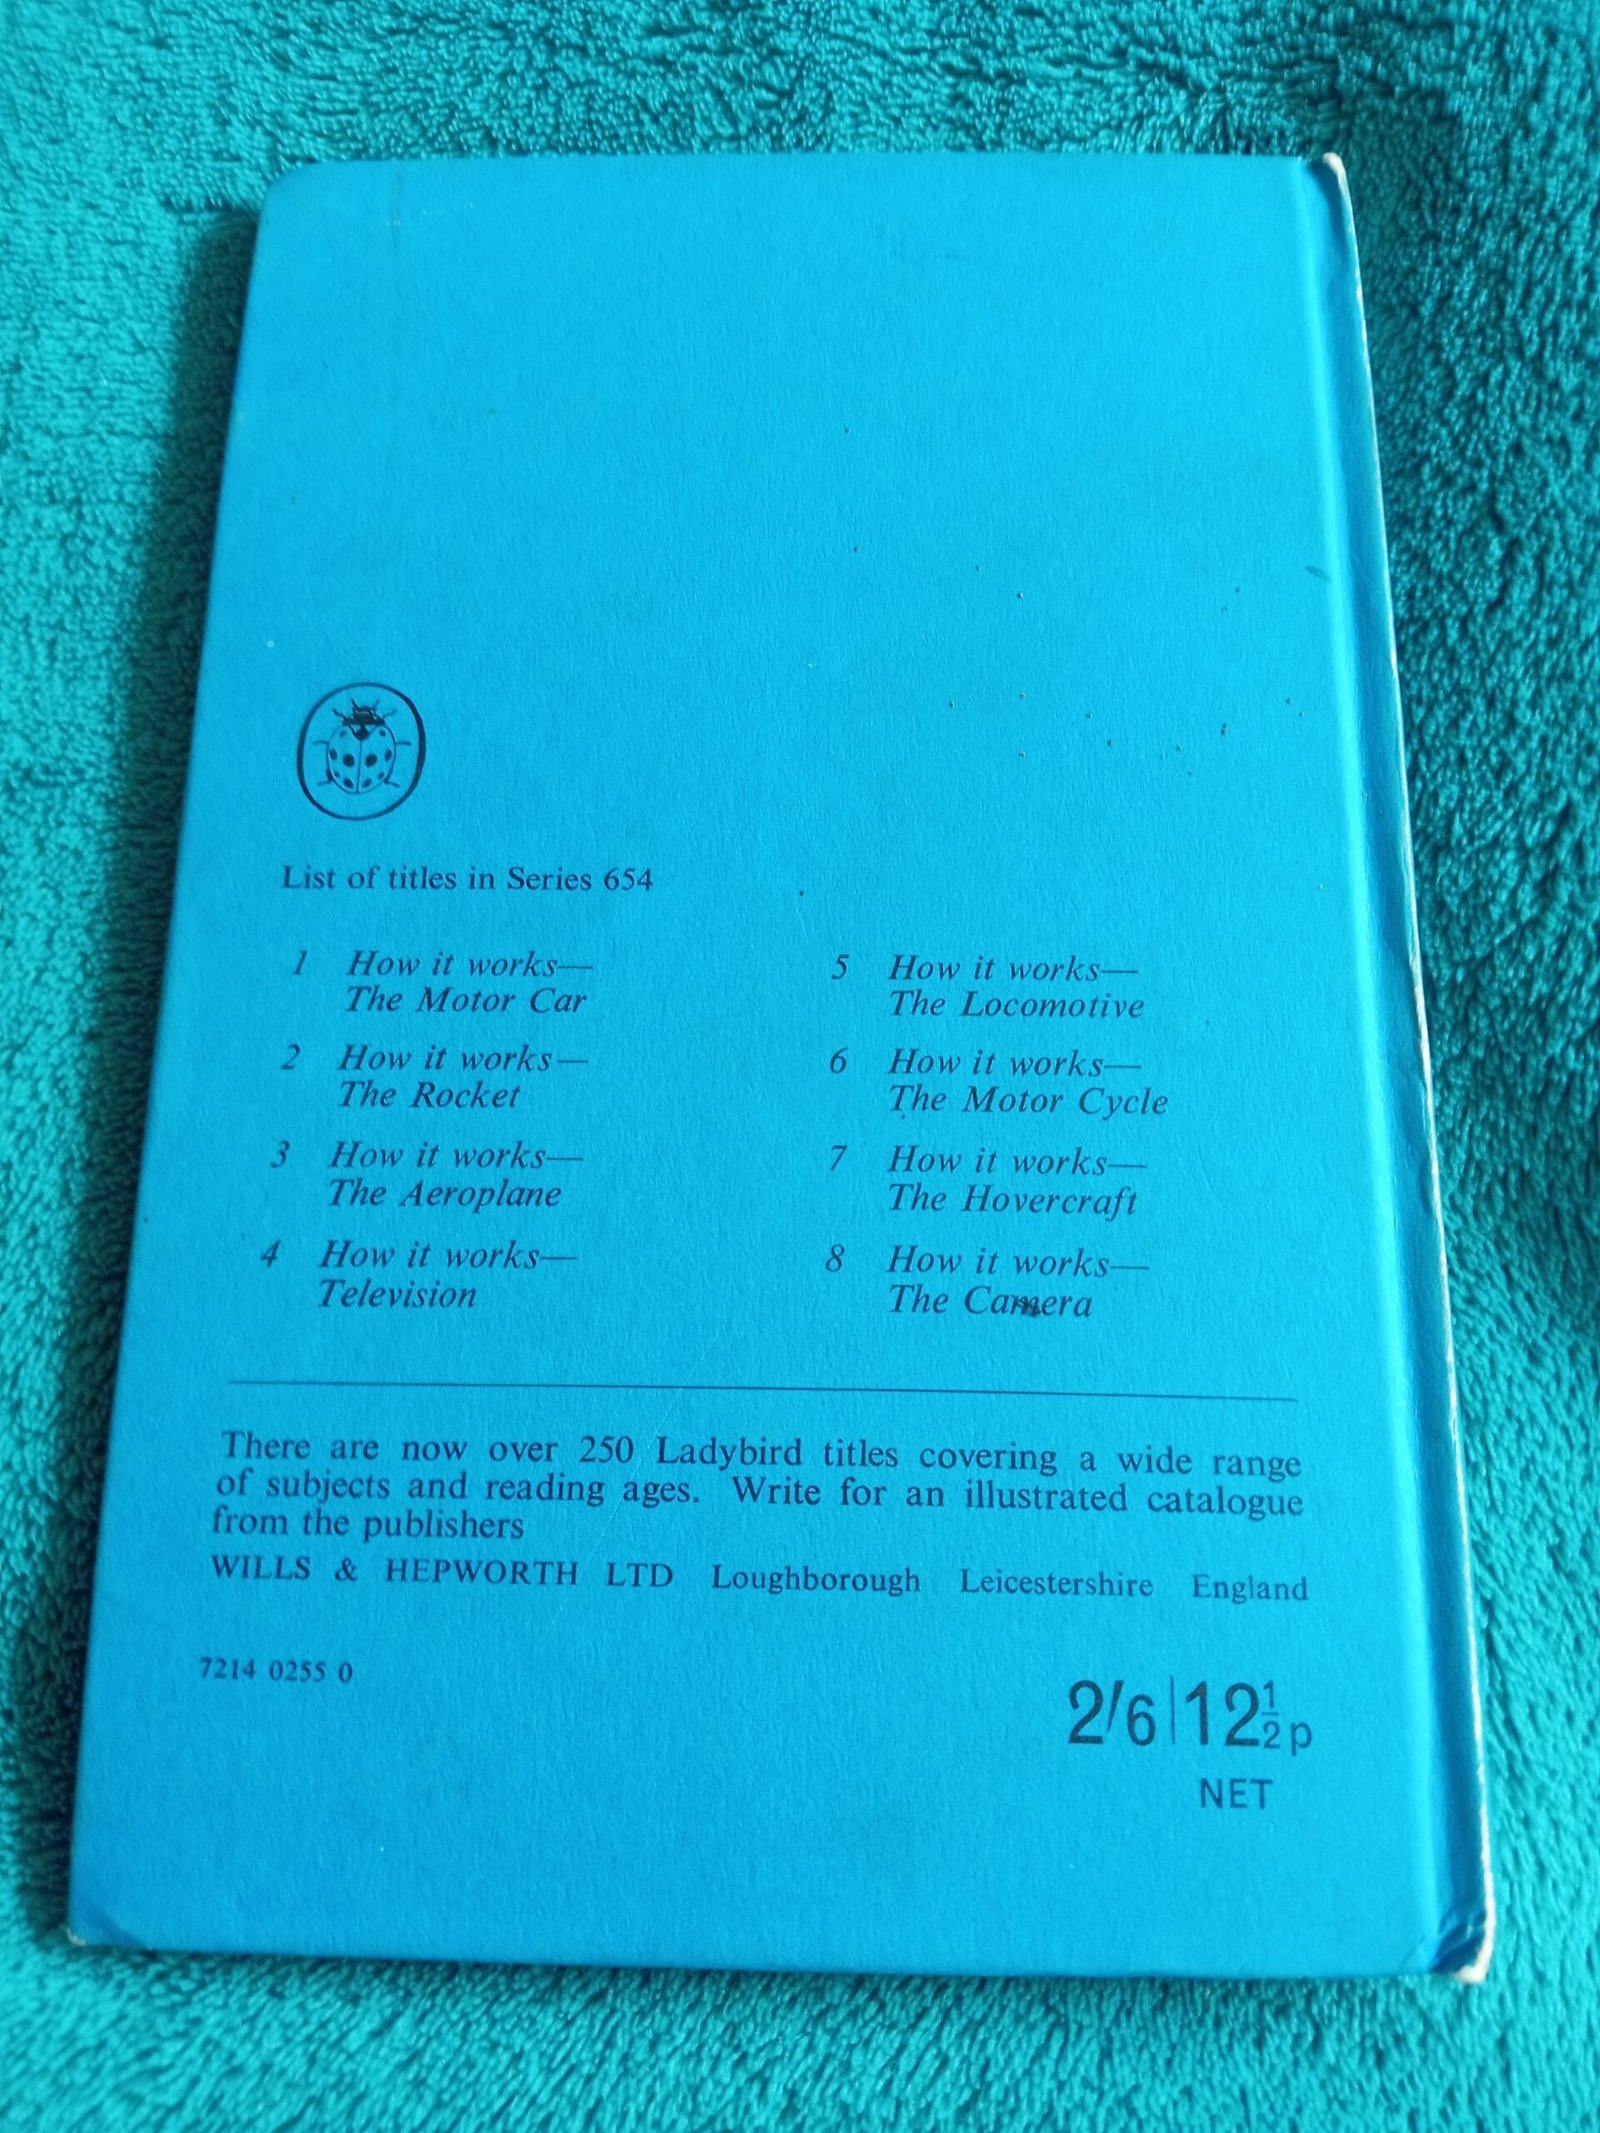 List of titles in Series 654
1 How it works—
The Motor Car
2 How it works—
The Rocket
3 How it works—
The Aeroplane
4 How it works—
Television
5 How it works—
The Locomotive
6 How it works—
The Motor Cycle
7 How it works—
The Hovercraft
8 How it works—
The Camera
There are now over 250 Ladybird titles covering a wide range
of subjects and reading ages. Write for an illustrated catalogue
from the publishers
WILLS & HEPWORTH LTD Loughborough Leicestershire England
7214 0255 0
2/6|12½p
NET